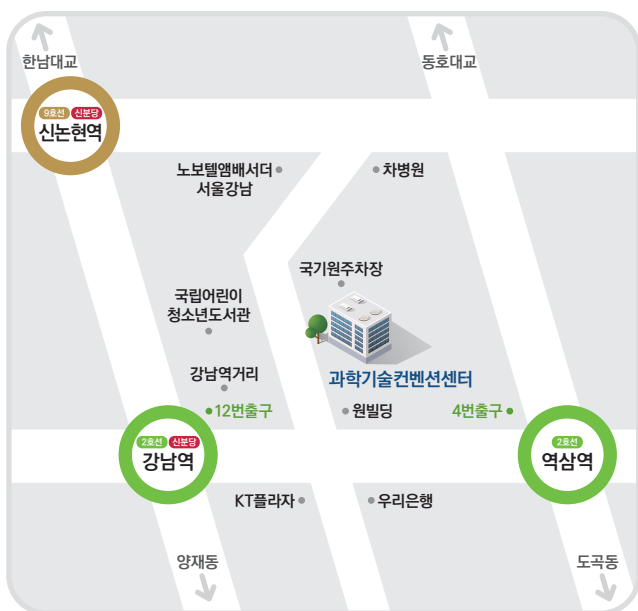 한남대교
동호대교
9호선 신분당
신논현역
노보텔앰배서더
서울강남
차병원
국기원주차장
국립어린이
청소년도서관
강남역거리
과학기술컨벤션센터
12번출구
원빌딩
4번출구
2호선 신분당
강남역
2호선
역삼역
KT플라자
우리은행
양재동
도곡동